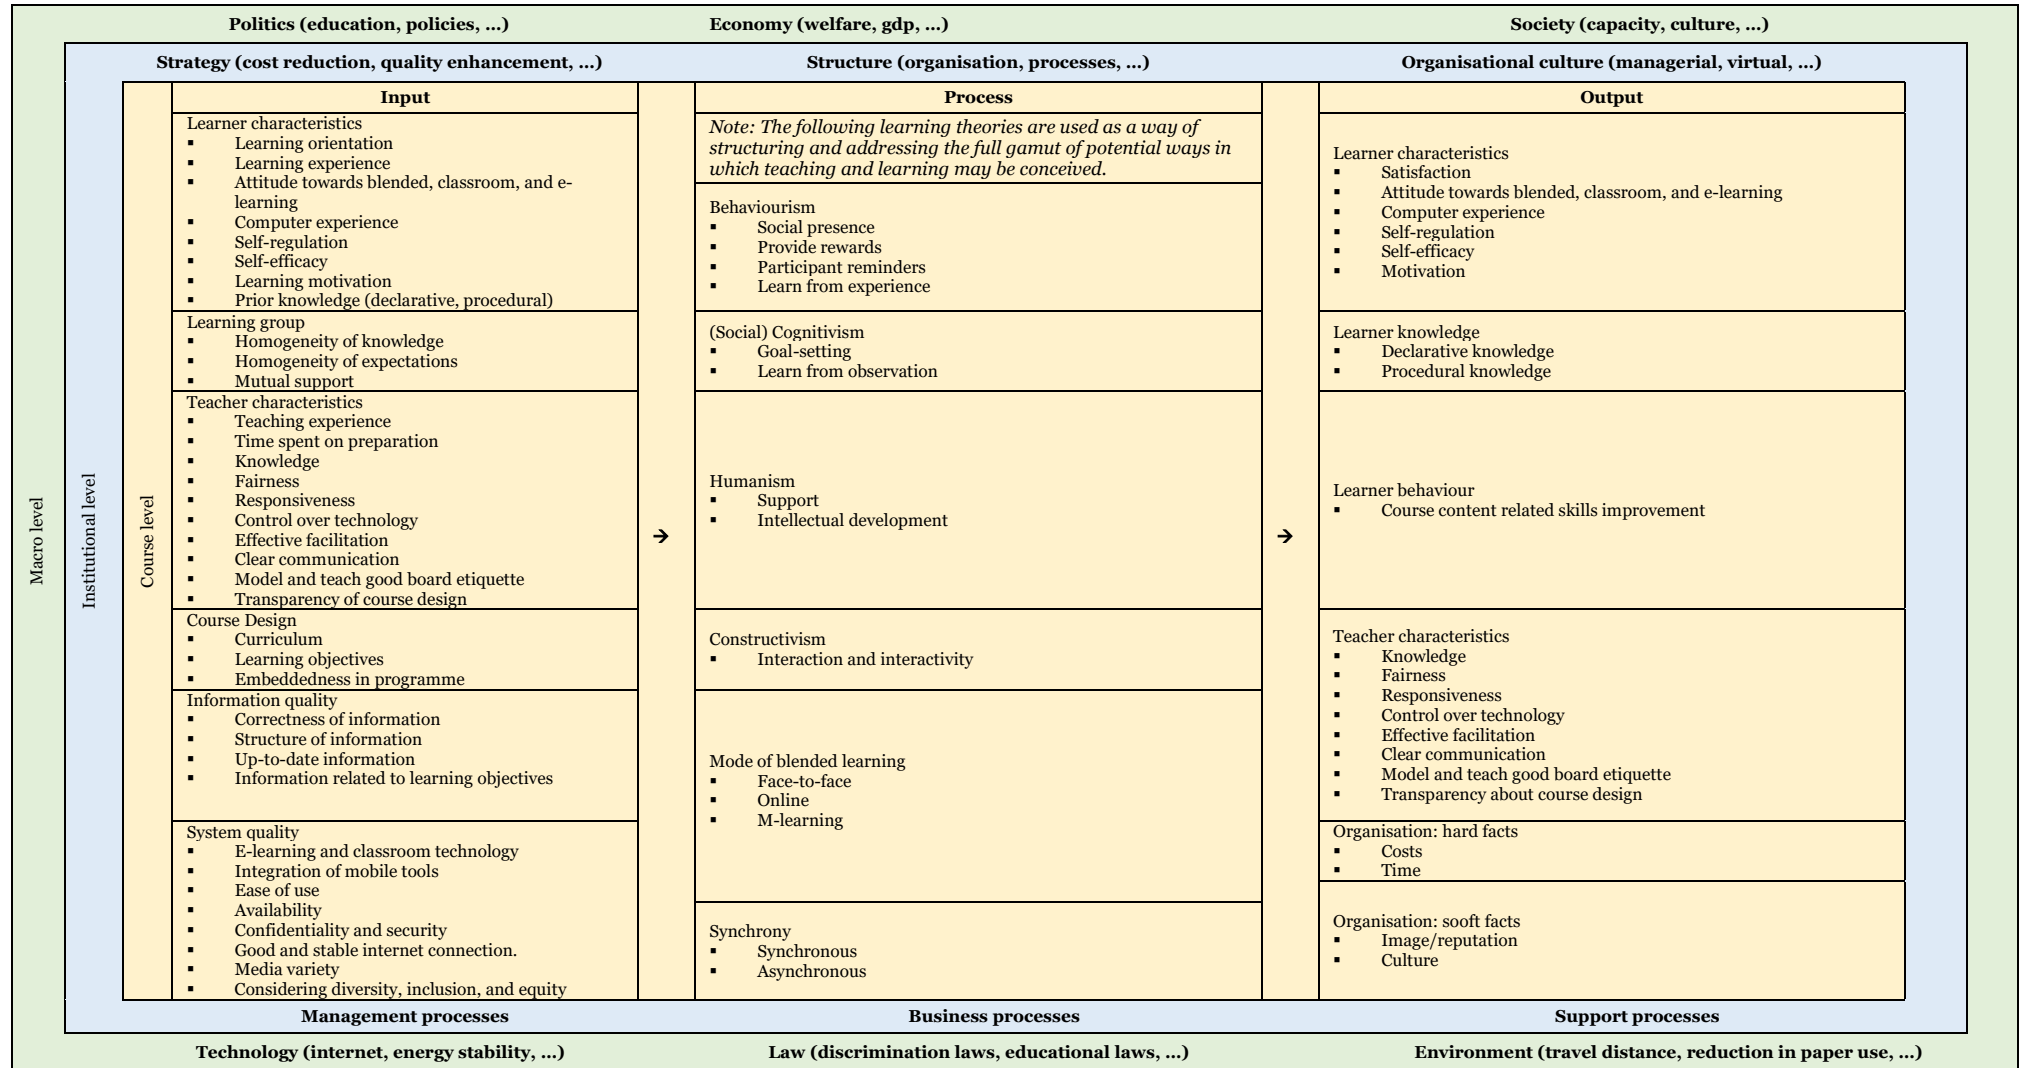 Politics (education, policies, ...)
Economy (welfare, gdp, ...)
Society (capacity, culture, ...)
Strategy (cost reduction, quality enhancement, ...)
Structure (organisation, processes, ...)
Organisational culture (managerial, virtual, ...)
Macro level
Institutional level
Course level
Input
Learner characteristics
▪ Learning orientation
▪ Learning experience
▪ Attitude towards blended, classroom, and e-
learning
▪ Computer experience
▪ Self-regulation
▪ Self-efficacy
▪ Learning motivation
▪ Prior knowledge (declarative, procedural)
Learning group
▪ Homogeneity of knowledge
▪ Homogeneity of expectations
▪ Mutual support
Teacher characteristics
▪ Teaching experience
▪ Time spent on preparation
▪ Knowledge
▪ Fairness
▪ Responsiveness
▪ Control over technology
▪ Effective facilitation
▪ Clear communication
▪ Model and teach good board etiquette
▪ Transparency of course design
Course Design
▪ Curriculum
▪ Learning objectives
▪ Embeddedness in programme
Information quality
▪ Correctness of information
▪ Structure of information
▪ Up-to-date information
▪ Information related to learning objectives
System quality
▪ E-learning and classroom technology
▪ Integration of mobile tools
▪ Ease of use
▪ Availability
▪ Confidentiality and security
▪ Good and stable internet connection.
▪ Media variety
▪ Considering diversity, inclusion, and equity
→
Process
Note: The following learning theories are used as a way of
structuring and addressing the full gamut of potential ways in
which teaching and learning may be conceived.
Behaviourism
▪ Social presence
▪ Provide rewards
▪ Participant reminders
▪ Learn from experience
(Social) Cognitivism
▪ Goal-setting
▪ Learn from observation
Humanism
▪ Support
▪ Intellectual development
Constructivism
▪ Interaction and interactivity
Mode of blended learning
▪ Face-to-face
▪ Online
▪ M-learning
Synchrony
▪ Synchronous
▪ Asynchronous
→
Output
Learner characteristics
▪ Satisfaction
▪ Attitude towards blended, classroom, and e-learning
▪ Computer experience
▪ Self-regulation
▪ Self-efficacy
▪ Motivation
Learner knowledge
▪ Declarative knowledge
▪ Procedural knowledge
Learner behaviour
▪ Course content related skills improvement
Teacher characteristics
▪ Knowledge
▪ Fairness
▪ Responsiveness
▪ Control over technology
▪ Effective facilitation
▪ Clear communication
▪ Model and teach good board etiquette
▪ Transparency about course design
Organisation: hard facts
▪ Costs
▪ Time
Organisation: sooft facts
▪ Image/reputation
▪ Culture
Management processes
Business processes
Support processes
Technology (internet, energy stability, ...)
Law (discrimination laws, educational laws, ...)
Environment (travel distance, reduction in paper use, ...)